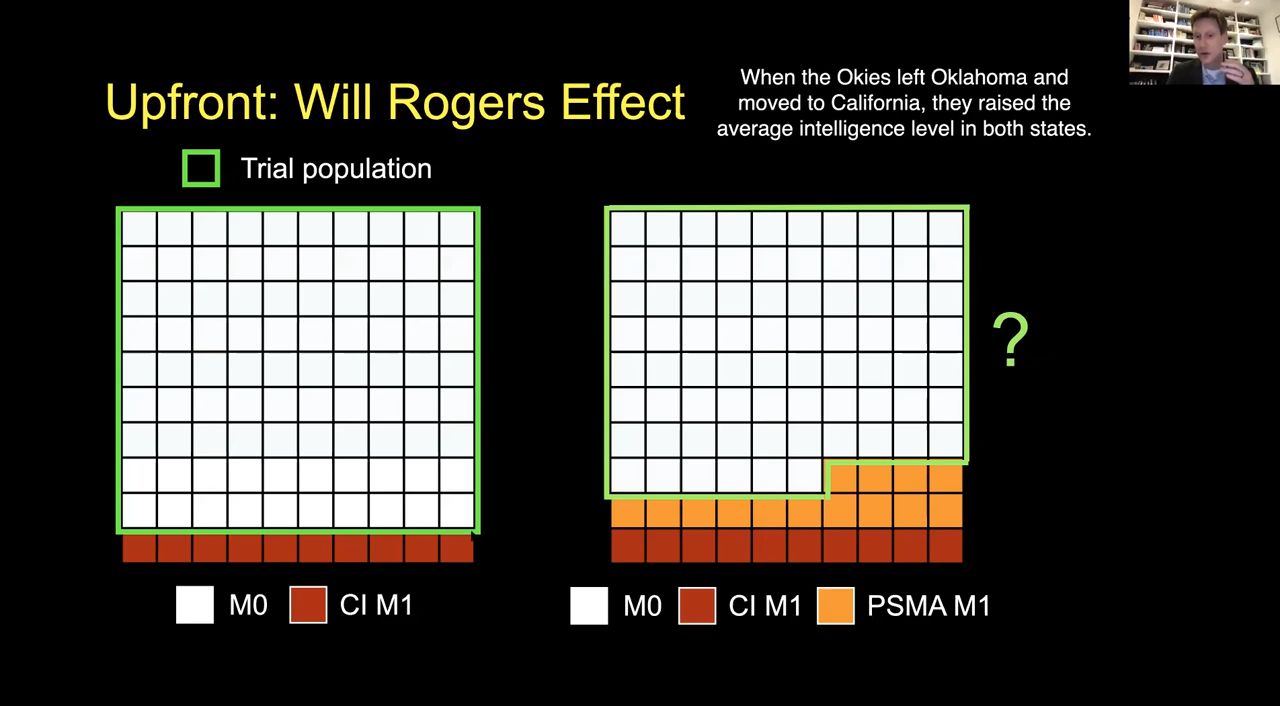 Upfront: Will Rogers Effect
When the Okies left Oklahoma and
moved to California, they raised the
average intelligence level in both states.
Trial population
?
M0 CI M1
M0 CI M1 PSMA M1